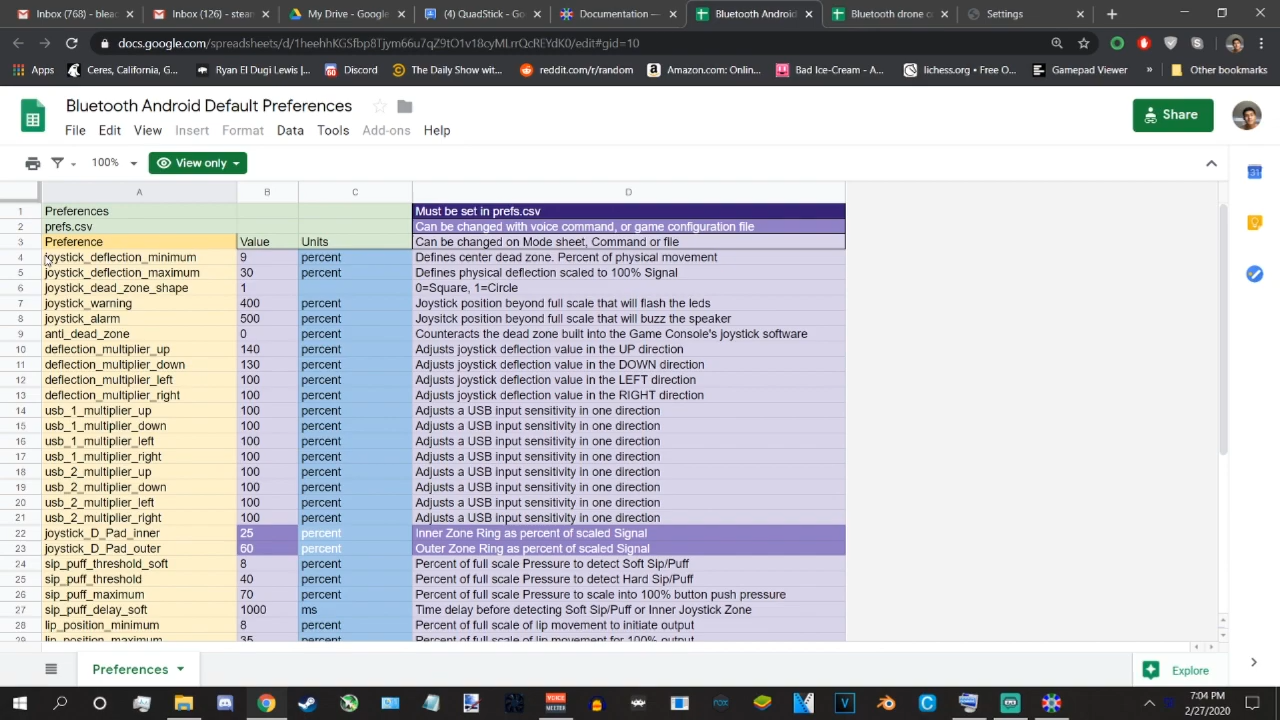 Inbox (768) - bleac
Inbox (126) - stean
My Drive - Google
(4) QuadStick - Go
Documentation —
Bluetooth Android
Bluetooth drone c
Settings
docs.google.com/spreadsheets/d/1heehhKGSfbp8Tjym66u7qZ9tO1v18cyMLrrQcREYdK0/edit#gid=10
Apps
Ceres, California, G...
Ryan El Dugi Lewis |...
Discord
The Daily Show wit...
reddit.com/r/random
Amazon.com: Onlin...
Bad Ice-Cream - A...
lichess.org • Free O...
Gamepad Viewer
»
Other bookmarks
Bluetooth Android Default Preferences
File Edit View Insert Format Data Tools Add-ons Help
Share
100%
View only
A B C D
1 Preferences Must be set in prefs.csv
2 prefs.csv Can be changed with voice command, or game configuration file
3 Preference Value Units Can be changed on Mode sheet, Command or file
4 joystick_deflection_minimum 9 percent Defines center dead zone. Percent of physical movement
5 joystick_deflection_maximum 30 percent Defines physical deflection scaled to 100% Signal
6 joystick_dead_zone_shape 1 0=Square, 1=Circle
7 joystick_warning 400 percent Joystick position beyond full scale that will flash the leds
8 joystick_alarm 500 percent Joysitck position beyond full scale that will buzz the speaker
9 anti_dead_zone 0 percent Counteracts the dead zone built into the Game Console's joystick software
10 deflection_multiplier_up 140 percent Adjusts joystick deflection value in the UP direction
11 deflection_multiplier_down 130 percent Adjusts joystick deflection value in the DOWN direction
12 deflection_multiplier_left 100 percent Adjusts joystick deflection value in the LEFT direction
13 deflection_multiplier_right 100 percent Adjusts joystick deflection value in the RIGHT direction
14 usb_1_multiplier_up 100 percent Adjusts a USB input sensitivity in one direction
15 usb_1_multiplier_down 100 percent Adjusts a USB input sensitivity in one direction
16 usb_1_multiplier_left 100 percent Adjusts a USB input sensitivity in one direction
17 usb_1_multiplier_right 100 percent Adjusts a USB input sensitivity in one direction
18 usb_2_multiplier_up 100 percent Adjusts a USB input sensitivity in one direction
19 usb_2_multiplier_down 100 percent Adjusts a USB input sensitivity in one direction
20 usb_2_multiplier_left 100 percent Adjusts a USB input sensitivity in one direction
21 usb_2_multiplier_right 100 percent Adjusts a USB input sensitivity in one direction
22 joystick_D_Pad_inner 25 percent Inner Zone Ring as percent of scaled Signal
23 joystick_D_Pad_outer 60 percent Outer Zone Ring as percent of scaled Signal
24 sip_puff_threshold_soft 8 percent Percent of full scale Pressure to detect Soft Sip/Puff
25 sip_puff_threshold 40 percent Percent of full scale Pressure to detect Hard Sip/Puff
26 sip_puff_maximum 70 percent Percent of full scale Pressure to scale into 100% button push pressure
27 sip_puff_delay_soft 1000 ms Time delay before detecting Soft Sip/Puff or Inner Joystick Zone
28 lip_position_minimum 8 percent Percent of full scale of lip movement to initiate output
29 lip_position_maximum 35 percent Percent of full scale of lip movement for 100% output
Preferences
Explore
VOICE MEETER
7:04 PM
2/27/2020